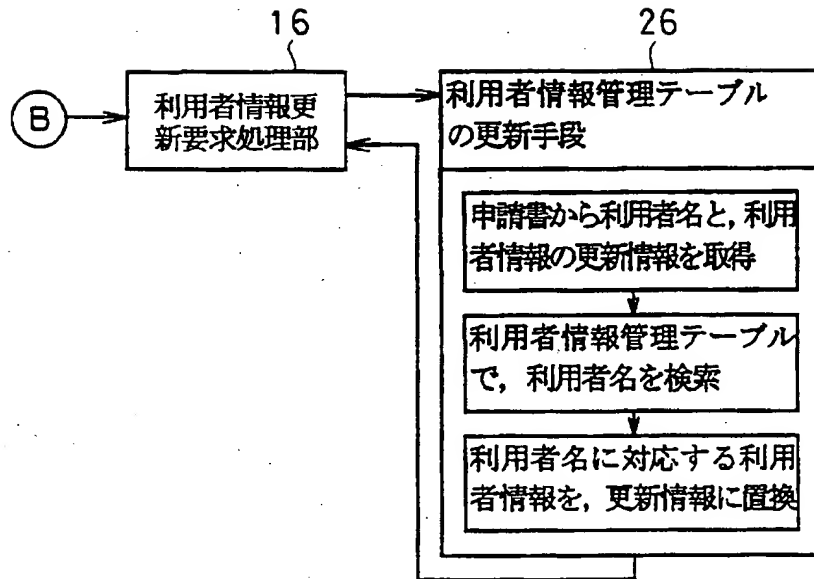 16
26
B
利用者情報更
新要求処理部
利用者情報管理テーブル
の更新手段
申請書から利用者名と,利用
者情報の更新情報を取得
利用者情報管理テーブル
で,利用者名を検索
利用者名に対応する利用
者情報を,更新情報に置換